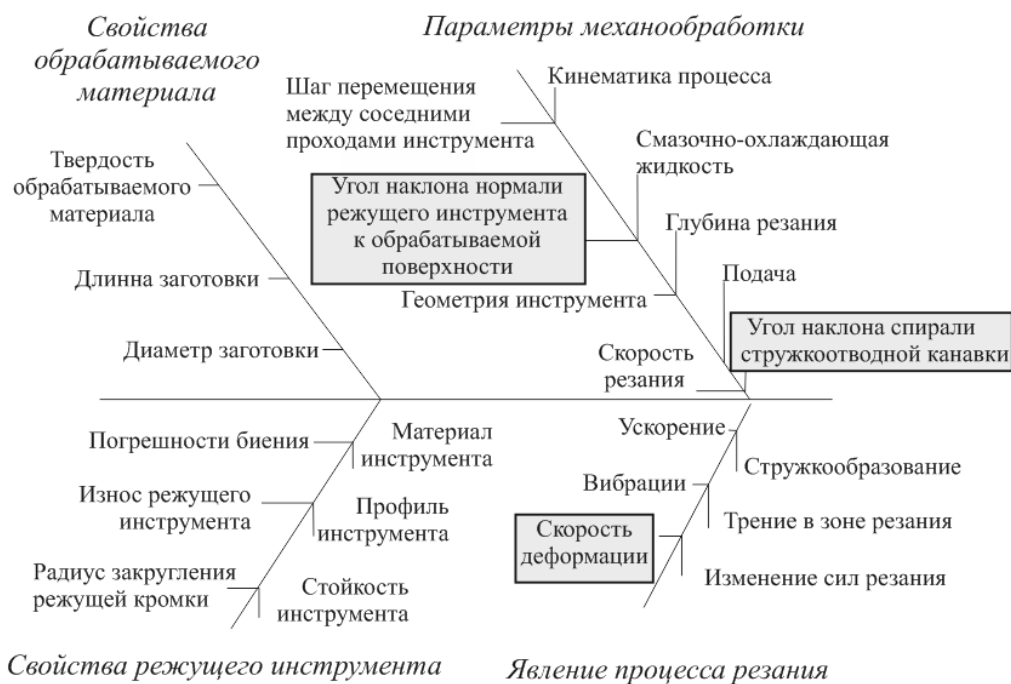 Свойства
обрабатываемого
материала
Параметры механообработки
Шаг перемещения
между соседними
проходами инструмента
Кинематика процесса
Смазочно-охлаждающая
жидкость
Твердость
обрабатываемого
материала
Угол наклона нормали
режущего инструмента
к обрабатываемой
поверхности
Глубина резания
Длинна заготовки
Геометрия инструмента
Подача
Угол наклона спирали
стружкоотводной канавки
Диаметр заготовки
Скорость
резания
Погрешности биения
Материал
инструмента
Ускорение
Стружкообразование
Износ режущего
инструмента
Профиль
инструмента
Вибрации
Трение в зоне резания
Скорость
деформации
Радиус закругления
режущей кромки
Стойкость
инструмента
Изменение сил резания
Свойства режущего инструмента
Явление процесса резания